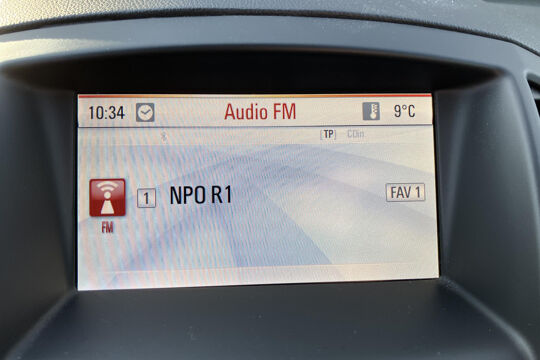 10:34 Audio FM 9°C
[TP] CDin
1 NPO R1 FAV 1
FM